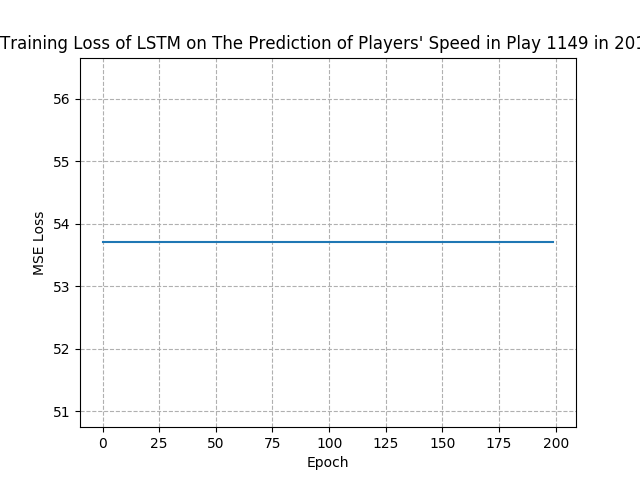 Training Loss of LSTM on The Prediction of Players' Speed in Play 1149 in 201
56
55
54
53
52
51
MSE Loss
0 25 50 75 100 125 150 175 200
Epoch